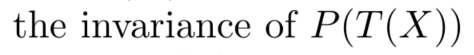 the invariance of P(T(X))